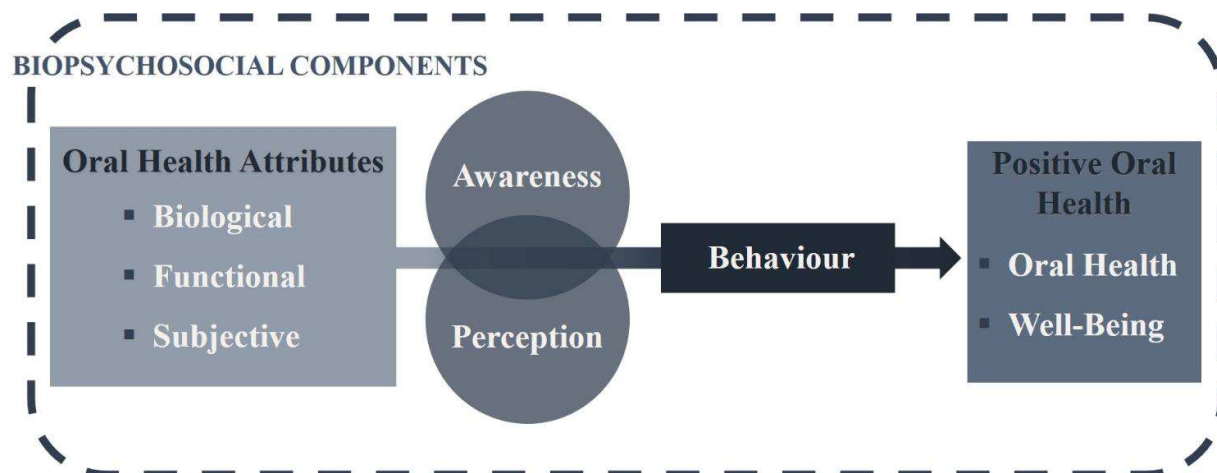 BIOPSYCHOSOCIAL COMPONENTS
Oral Health Attributes
▪ Biological
▪ Functional
▪ Subjective
Awareness
Perception
Behaviour
Positive Oral
Health
▪ Oral Health
▪ Well-Being